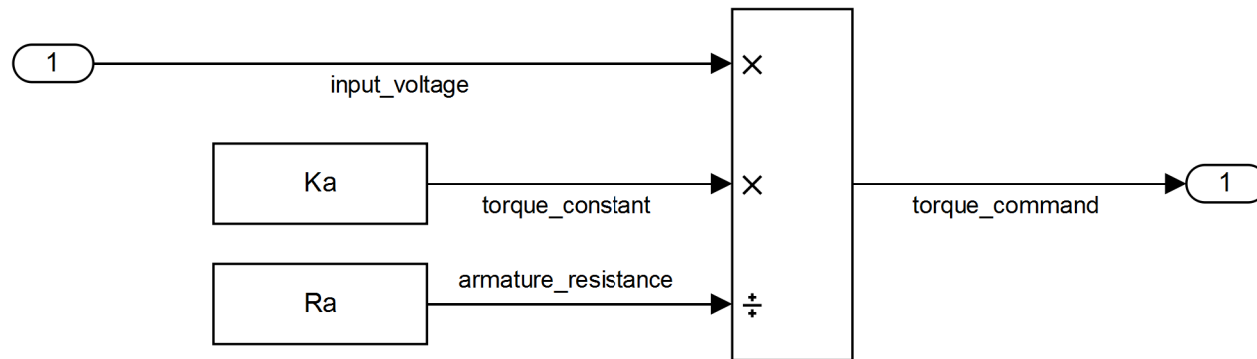 1
input_voltage
×
Ka
torque_constant
×
torque_command
1
Ra
armature_resistance
÷